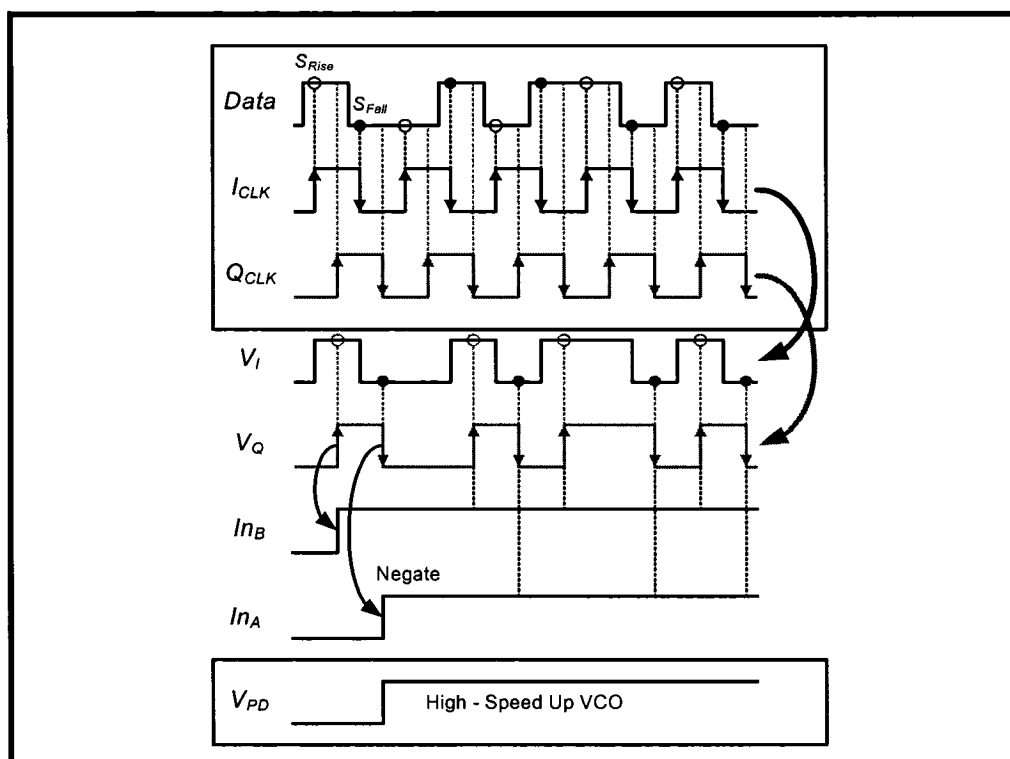 S_Rise
Data
S_Fall
I_CLK
Q_CLK
V_I
V_Q
In_B
Negate
In_A
V_PD
High - Speed Up VCO